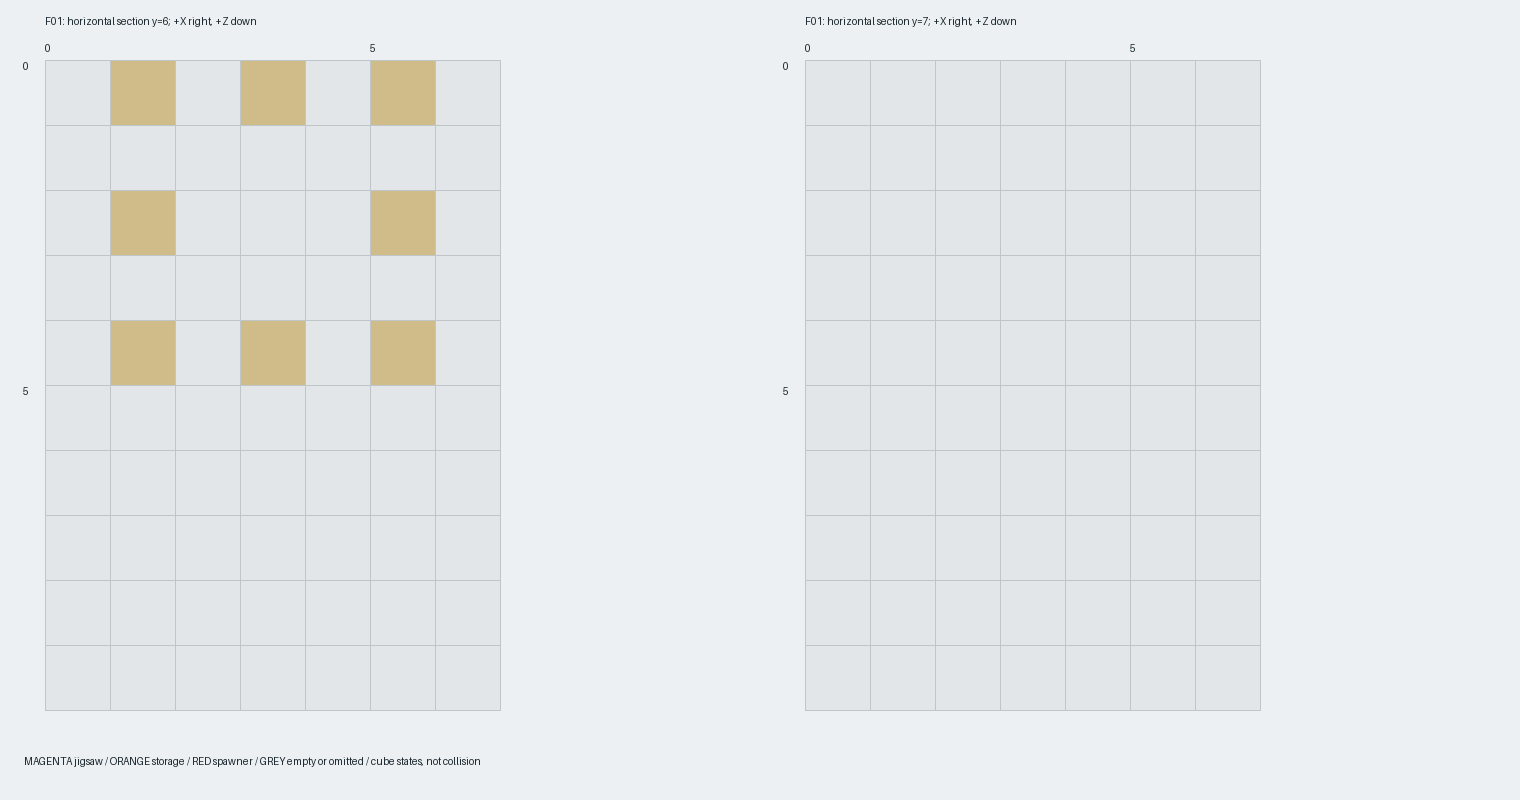 F01: horizontal section y=6; +X right, +Z down
F01: horizontal section y=7; +X right, +Z down
0 5
0 5
0
0
5
5
MAGENTA jigsaw / ORANGE storage / RED spawner / GREY empty or omitted / cube states, not collision